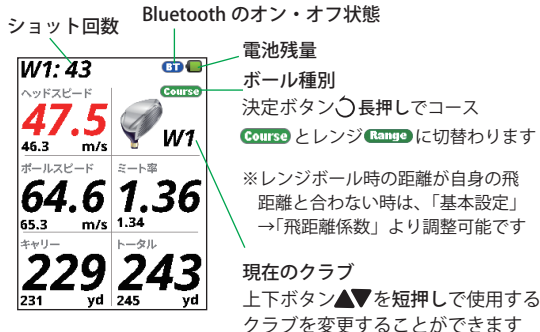 ショット回数
Bluetooth のオン・オフ状態
電池残量
ボール種別
決定ボタン長押しでコース
Course とレンジ Range に切替わります
※レンジボール時の距離が自身の飛
距離と合わない時は、「基本設定」
→「飛距離係数」より調整可能です
現在のクラブ
上下ボタン▲▼を短押しで使用する
クラブを変更することができます
W1: 43
BT
Course
ヘッドスピード
47.5
46.3 m/s
W1
ボールスピード
64.6
65.3 m/s
ミート率
1.36
1.34
キャリー
229
231 yd
トータル
243
245 yd